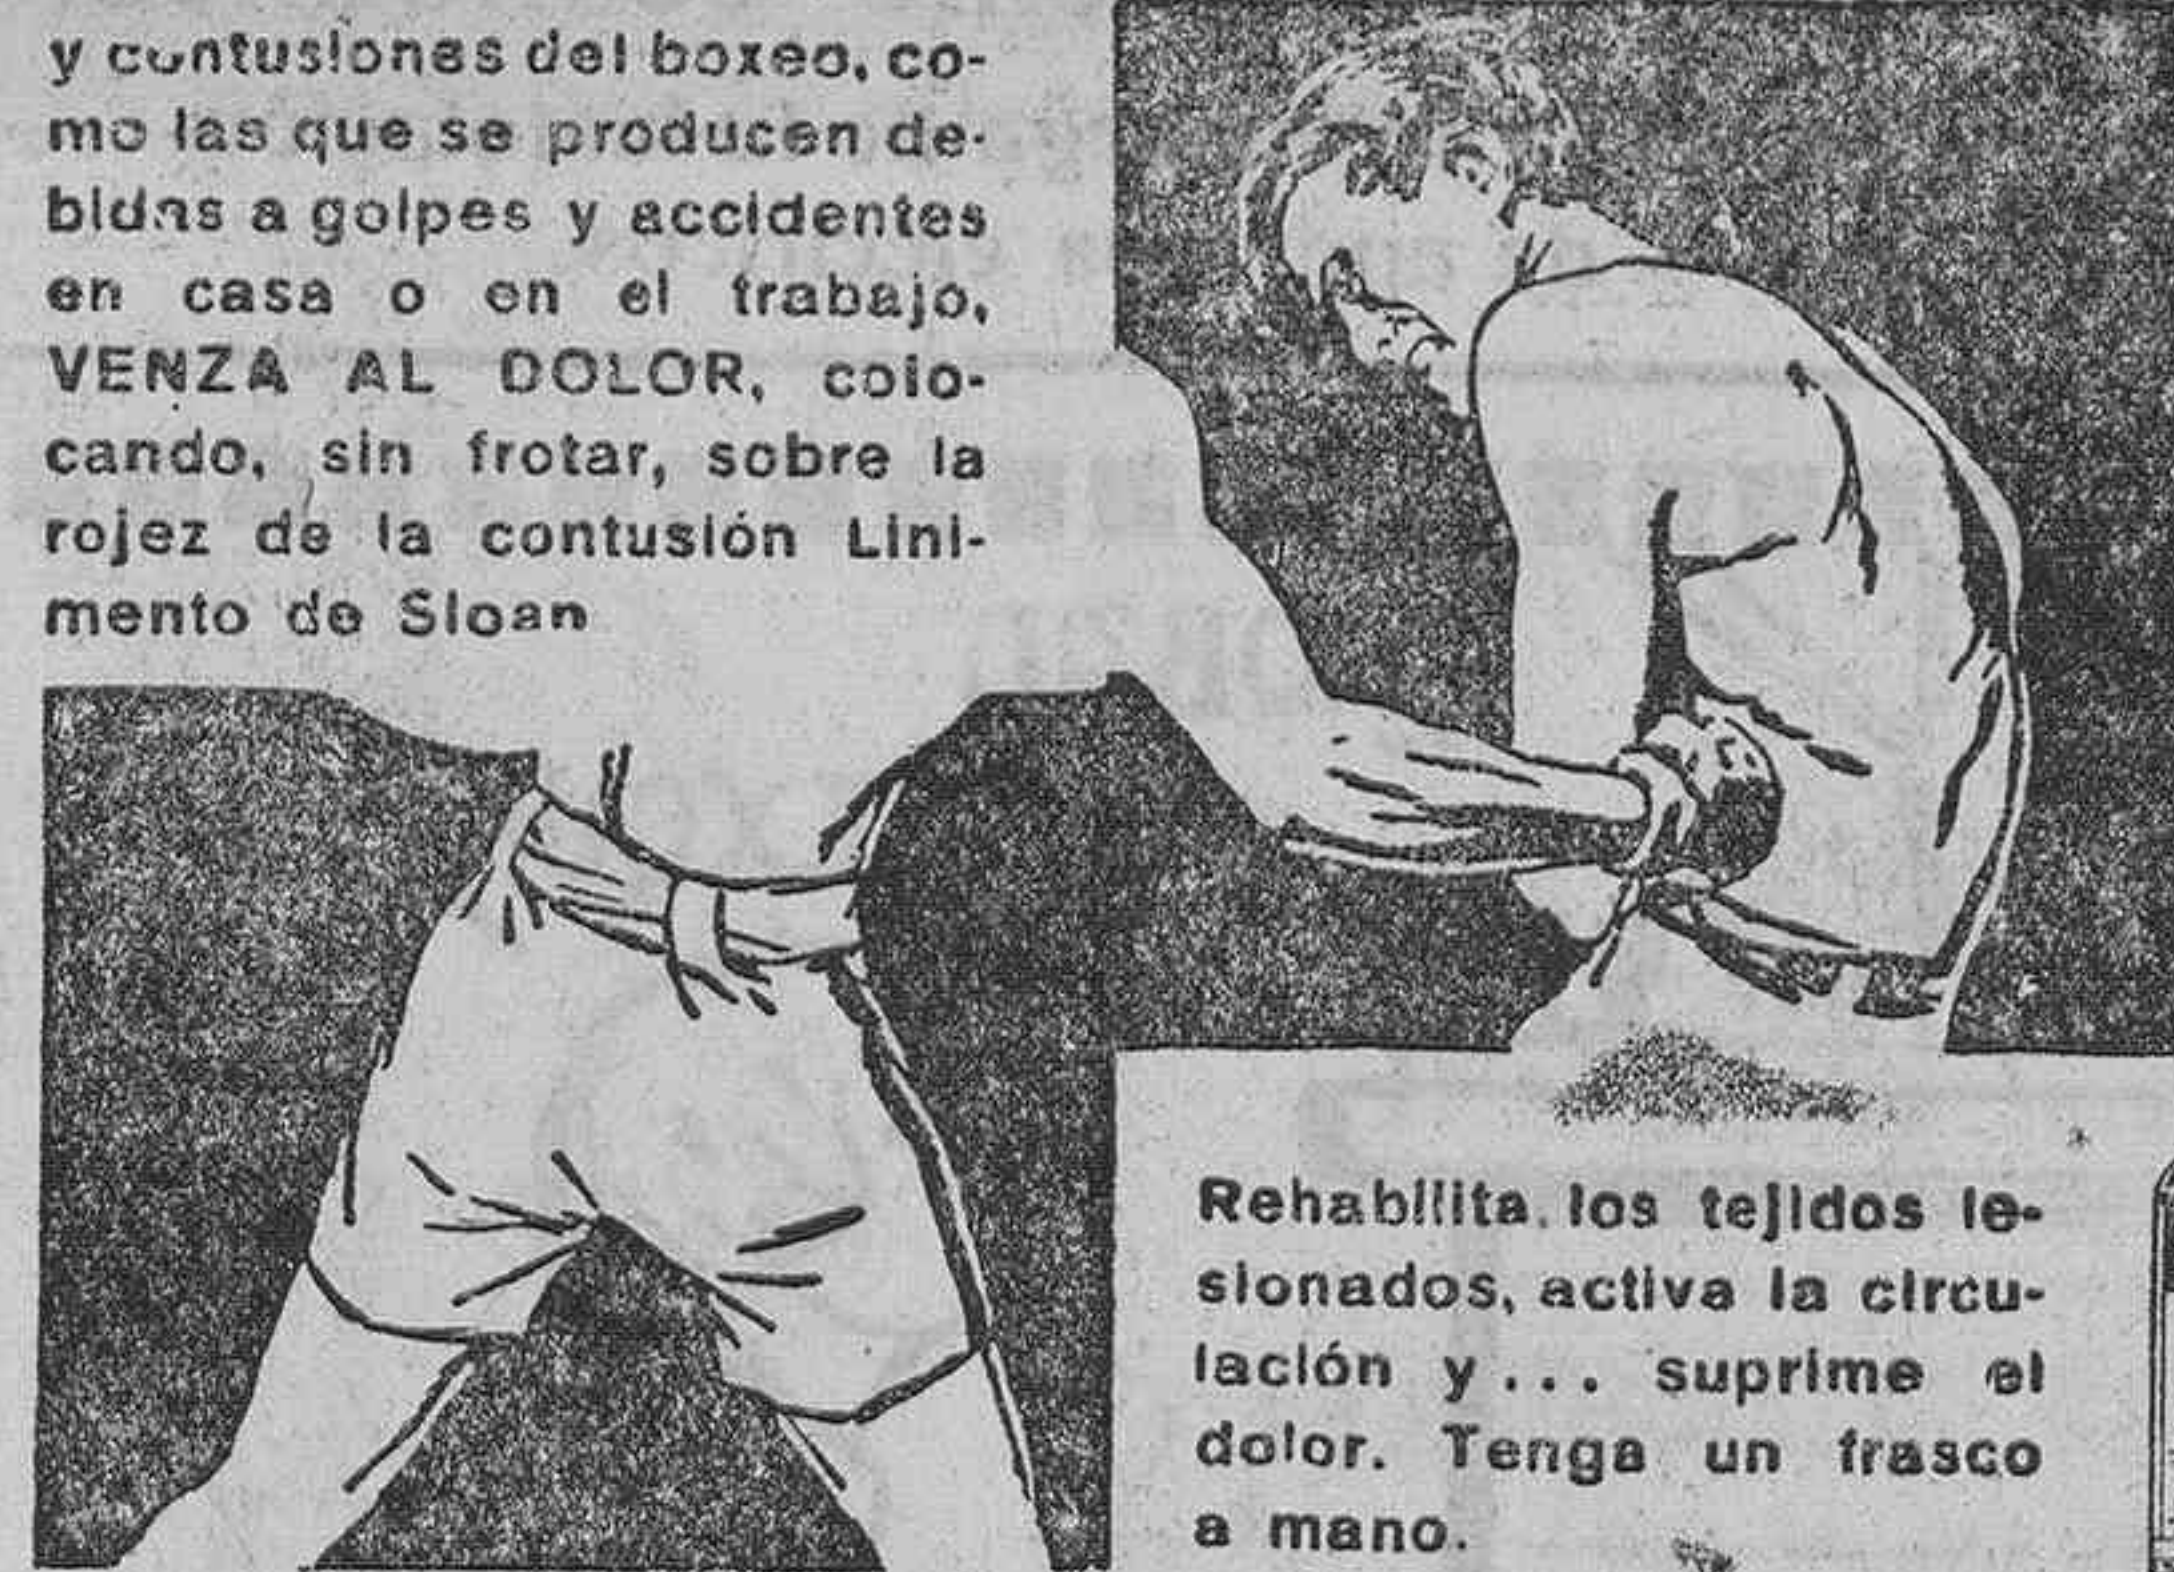 y contusiones del boxeo, co-
mo las que se producen de-
bidas a golpes y accidentes
en casa o en el trabajo,
VENZA AL DOLOR, colo-
cando, sin frotar, sobre la
rojez de la contusión Lini-
mento de Sloan
Rehabilita los tejidos le-
sionados, activa la circu-
lación y... suprime el
dolor. Tenga un frasco
a mano.